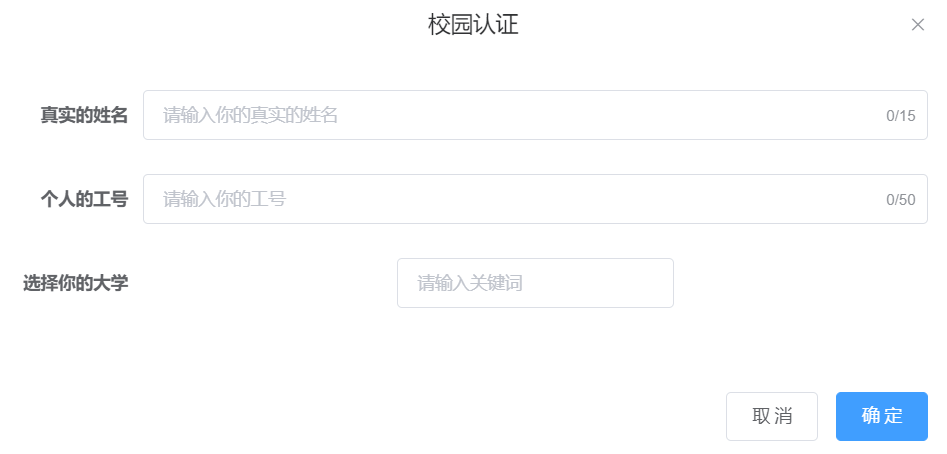 校园认证
真实的姓名 请输入你的真实的姓名 0/15
个人的工号 请输入你的工号 0/50
选择你的大学 请输入关键词
取消 确定